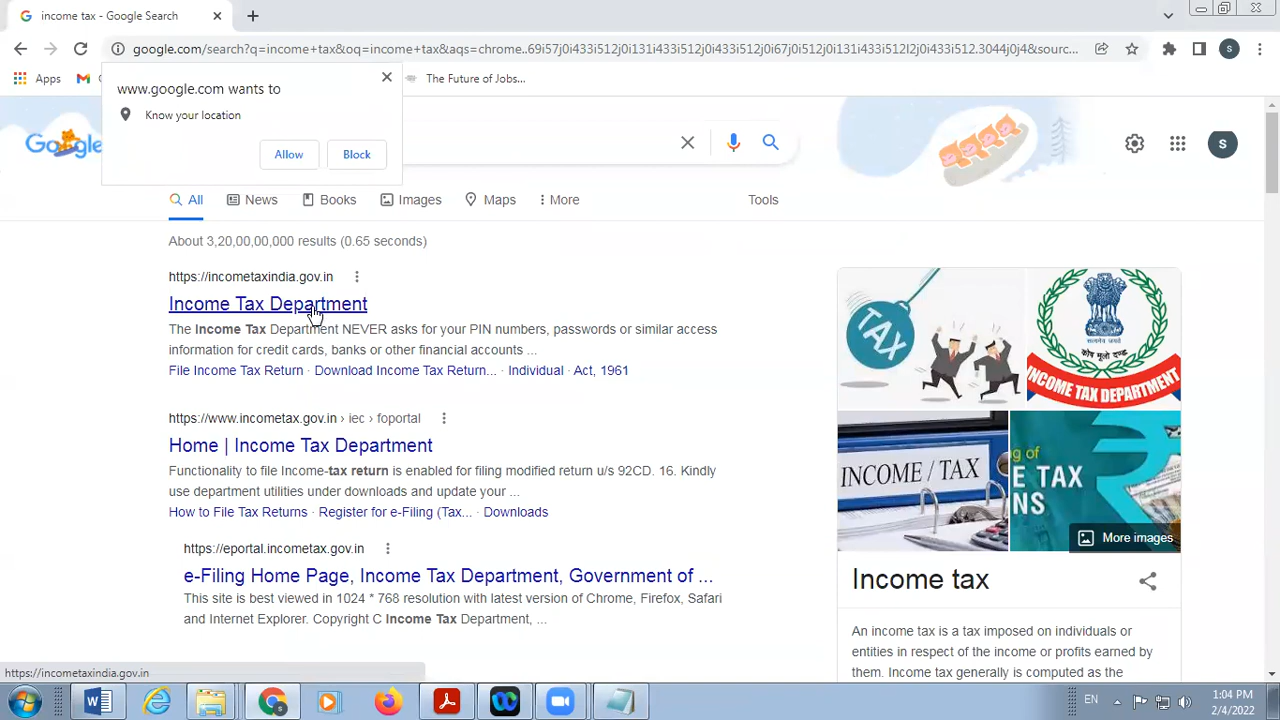 income tax - Google Search
google.com/search?q=income+tax&oq=income+tax&aqs=chrome..69i57j0i433i512j0i131i433i512j0i67j0i512j0i131i433i512l2j0i433i512.3044j0j4&sourc...
S
Apps
The Future of Jobs...
www.google.com wants to
Know your location
Allow
Block
Google
S
All
News
Books
Images
Maps
More
Tools
About 3,20,00,00,000 results (0.65 seconds)
https://incometaxindia.gov.in
Income Tax Department
The Income Tax Department NEVER asks for your PIN numbers, passwords or similar access
information for credit cards, banks or other financial accounts ...
File Income Tax Return · Download Income Tax Return... · Individual · Act, 1961
https://www.incometax.gov.in › iec › foportal
Home | Income Tax Department
Functionality to file Income-tax return is enabled for filing modified return u/s 92CD. 16. Kindly
use department utilities under downloads and update your ...
How to File Tax Returns · Register for e-Filing (Tax... · Downloads
https://eportal.incometax.gov.in
e-Filing Home Page, Income Tax Department, Government of ...
This site is best viewed in 1024 * 768 resolution with latest version of Chrome, Firefox, Safari
and Internet Explorer. Copyright C Income Tax Department, ...
TAX
कोष मूलो दण्डः
INCOME TAX DEPARTMENT
INCOME / TAX
ng of
E TAX
NS
More images
Income tax
An income tax is a tax imposed on individuals or
entities in respect of the income or profits earned by
them. Income tax generally is computed as the
https://incometaxindia.gov.in
EN
1:04 PM
2/4/2022